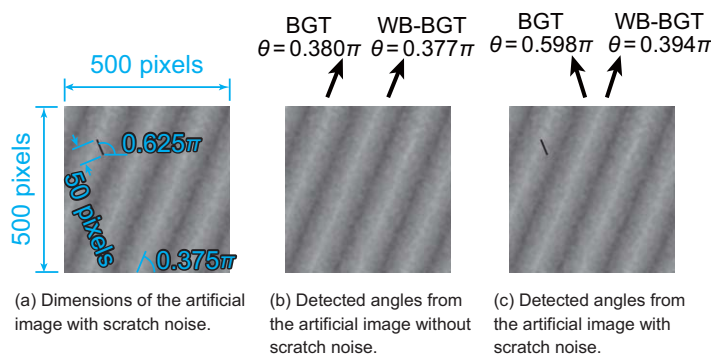 500 pixels
500 pixels
0.625π
50 pixels
0.375π
(a) Dimensions of the artificial
image with scratch noise.
BGT
θ = 0.380π
WB-BGT
θ = 0.377π
(b) Detected angles from
the artificial image without
scratch noise.
BGT
θ = 0.598π
WB-BGT
θ = 0.394π
(c) Detected angles from
the artificial image with
scratch noise.